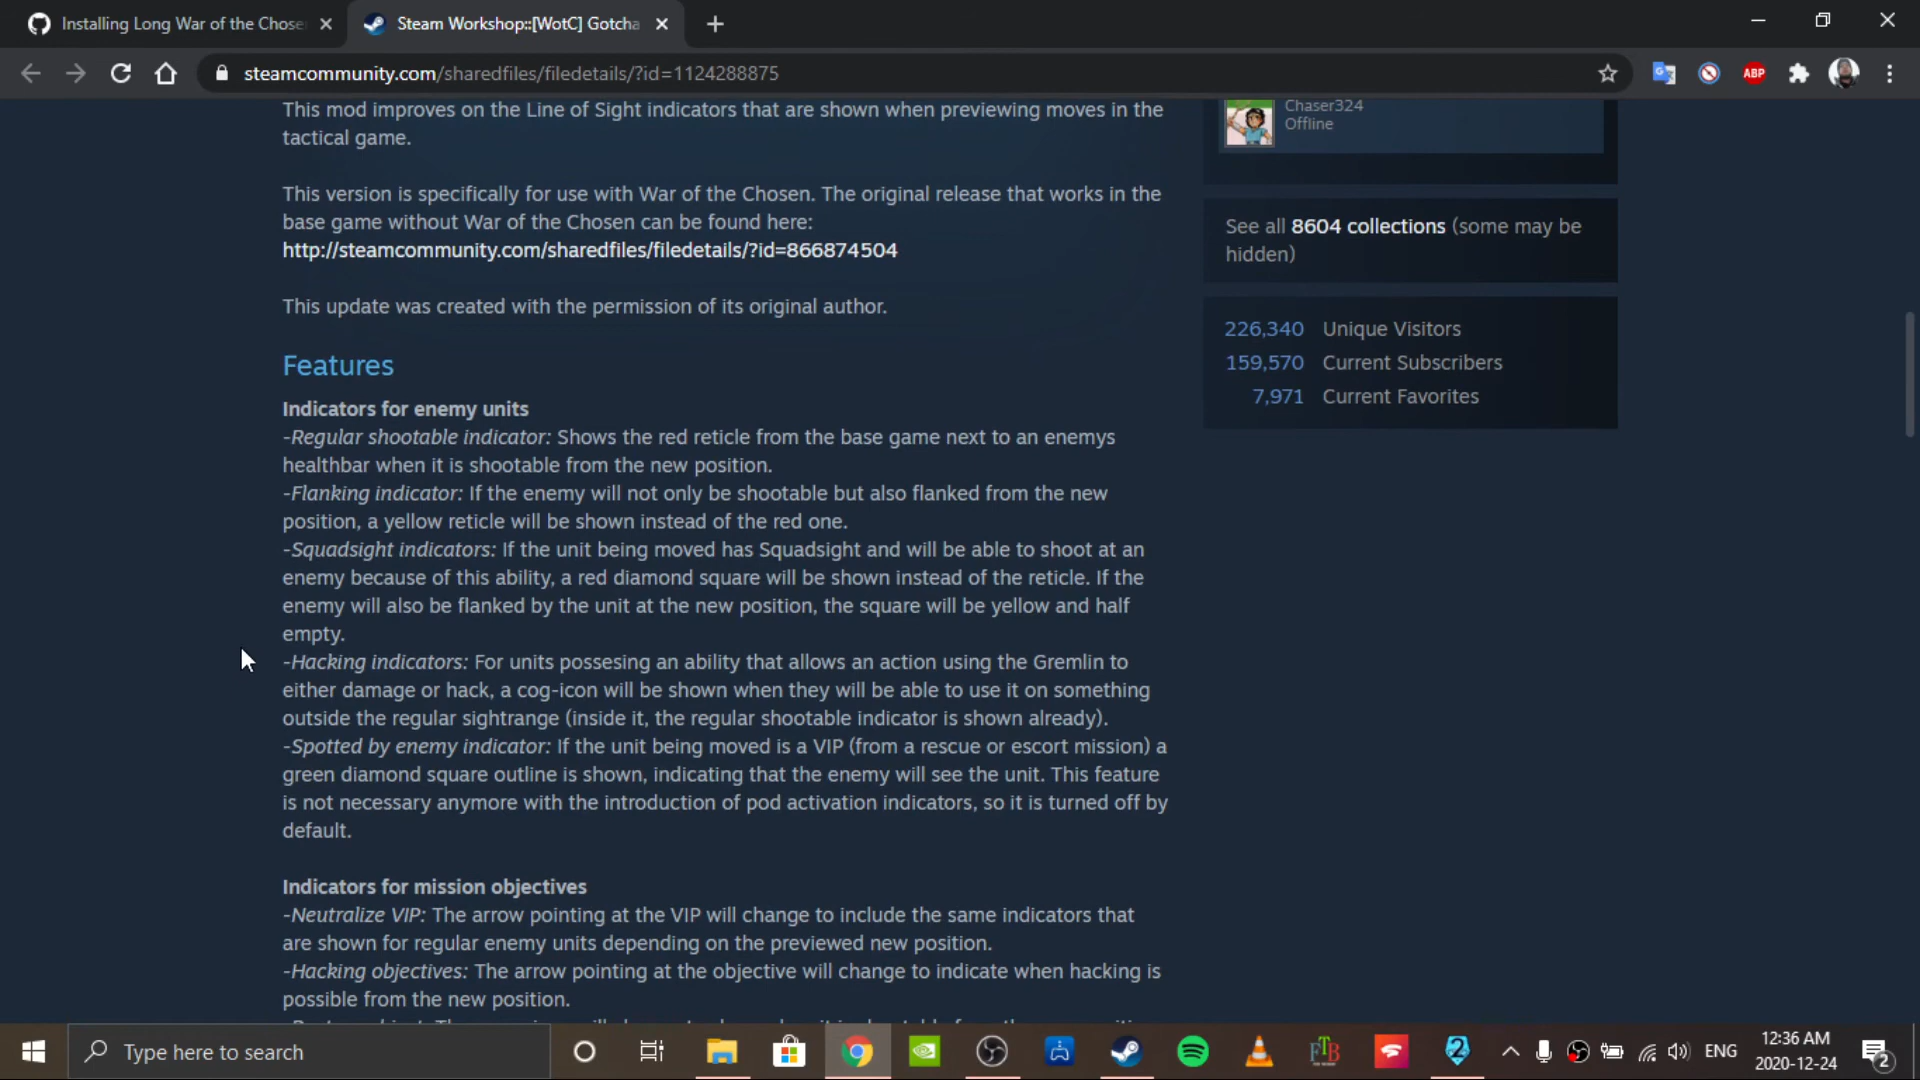 Installing Long War of the Chose
Steam Workshop::[WotC] Gotcha
steamcommunity.com/sharedfiles/filedetails/?id=1124288875
ABP
This mod improves on the Line of Sight indicators that are shown when previewing moves in the
tactical game.
This version is specifically for use with War of the Chosen. The original release that works in the
base game without War of the Chosen can be found here:
http://steamcommunity.com/sharedfiles/filedetails/?id=866874504
This update was created with the permission of its original author.
Features
Indicators for enemy units
-Regular shootable indicator: Shows the red reticle from the base game next to an enemys
healthbar when it is shootable from the new position.
-Flanking indicator: If the enemy will not only be shootable but also flanked from the new
position, a yellow reticle will be shown instead of the red one.
-Squadsight indicators: If the unit being moved has Squadsight and will be able to shoot at an
enemy because of this ability, a red diamond square will be shown instead of the reticle. If the
enemy will also be flanked by the unit at the new position, the square will be yellow and half
empty.
-Hacking indicators: For units possesing an ability that allows an action using the Gremlin to
either damage or hack, a cog-icon will be shown when they will be able to use it on something
outside the regular sightrange (inside it, the regular shootable indicator is shown already).
-Spotted by enemy indicator: If the unit being moved is a VIP (from a rescue or escort mission) a
green diamond square outline is shown, indicating that the enemy will see the unit. This feature
is not necessary anymore with the introduction of pod activation indicators, so it is turned off by
default.
Indicators for mission objectives
-Neutralize VIP: The arrow pointing at the VIP will change to include the same indicators that
are shown for regular enemy units depending on the previewed new position.
-Hacking objectives: The arrow pointing at the objective will change to indicate when hacking is
possible from the new position.
Chaser324
Offline
See all 8604 collections (some may be
hidden)
226,340 Unique Visitors
159,570 Current Subscribers
7,971 Current Favorites
Type here to search
FTB
ENG
12:36 AM
2020-12-24
2